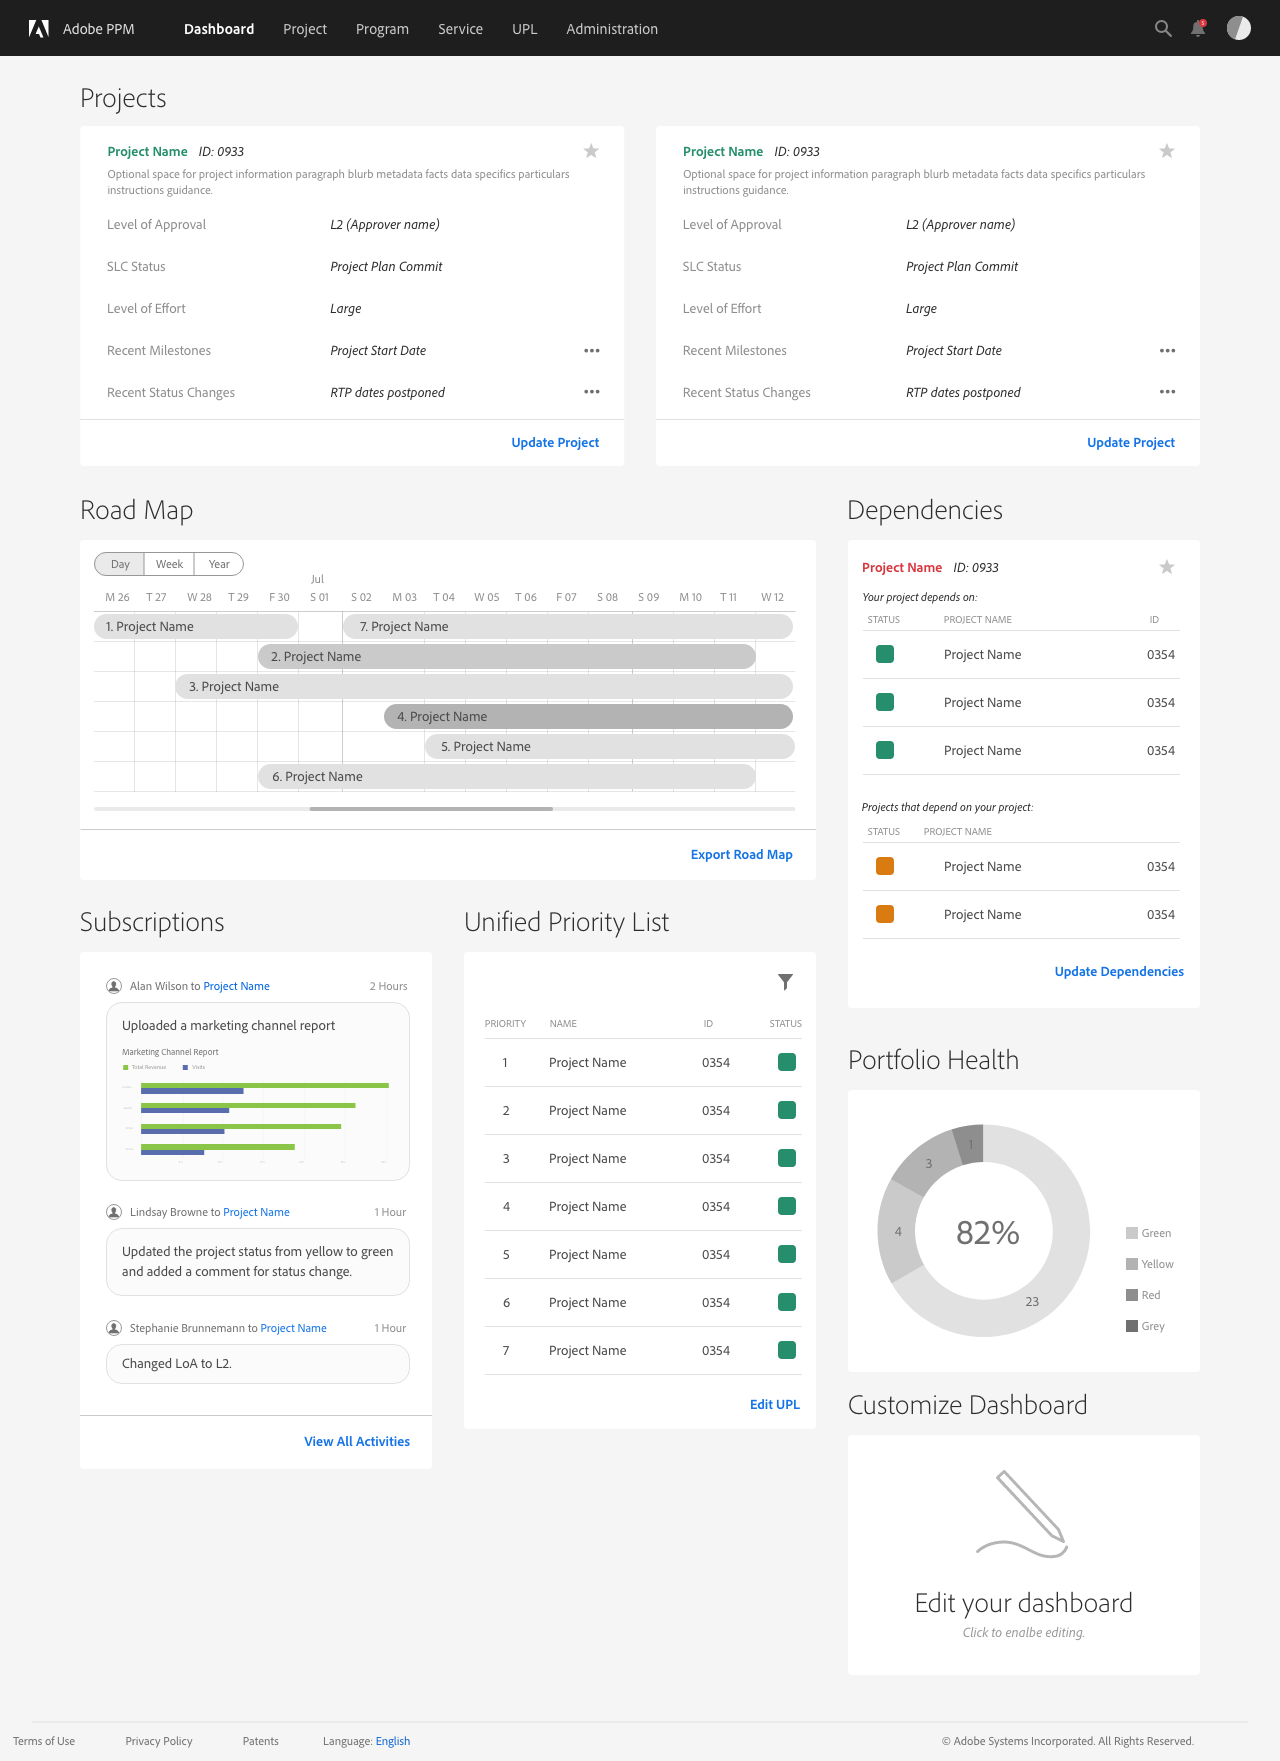 Adobe PPM Dashboard Project Program Service UPL Administration
Projects
Project Name ID: 0933
Optional space for project information paragraph blurb metadata facts data specifics particulars
instructions guidance.
Level of Approval L2 (Approver name)
SLC Status Project Plan Commit
Level of Effort Large
Recent Milestones Project Start Date
Recent Status Changes RTP dates postponed
Update Project
Project Name ID: 0933
Optional space for project information paragraph blurb metadata facts data specifics particulars
instructions guidance.
Level of Approval L2 (Approver name)
SLC Status Project Plan Commit
Level of Effort Large
Recent Milestones Project Start Date
Recent Status Changes RTP dates postponed
Update Project
Road Map
Day Week Year
Jul
M 26 T 27 W 28 T 29 F 30 S 01 S 02 M 03 T 04 W 05 T 06 F 07 S 08 S 09 M 10 T 11 W 12
1. Project Name 7. Project Name
2. Project Name
3. Project Name
4. Project Name
5. Project Name
6. Project Name
Export Road Map
Dependencies
Project Name ID: 0933
Your project depends on:
STATUS PROJECT NAME ID
Project Name 0354
Project Name 0354
Project Name 0354
Projects that depend on your project:
STATUS PROJECT NAME
Project Name 0354
Project Name 0354
Update Dependencies
Subscriptions
Alan Wilson to Project Name 2 Hours
Uploaded a marketing channel report
Marketing Channel Report
Total Revenue Visits
Lindsay Browne to Project Name 1 Hour
Updated the project status from yellow to green
and added a comment for status change.
Stephanie Brunnemann to Project Name 1 Hour
Changed LoA to L2.
View All Activities
Unified Priority List
PRIORITY NAME ID STATUS
1 Project Name 0354
2 Project Name 0354
3 Project Name 0354
4 Project Name 0354
5 Project Name 0354
6 Project Name 0354
7 Project Name 0354
Edit UPL
Portfolio Health
1
3
4
82%
23
Green
Yellow
Red
Grey
Customize Dashboard
Edit your dashboard
Click to enalbe editing.
Terms of Use Privacy Policy Patents Language: English © Adobe Systems Incorporated. All Rights Reserved.